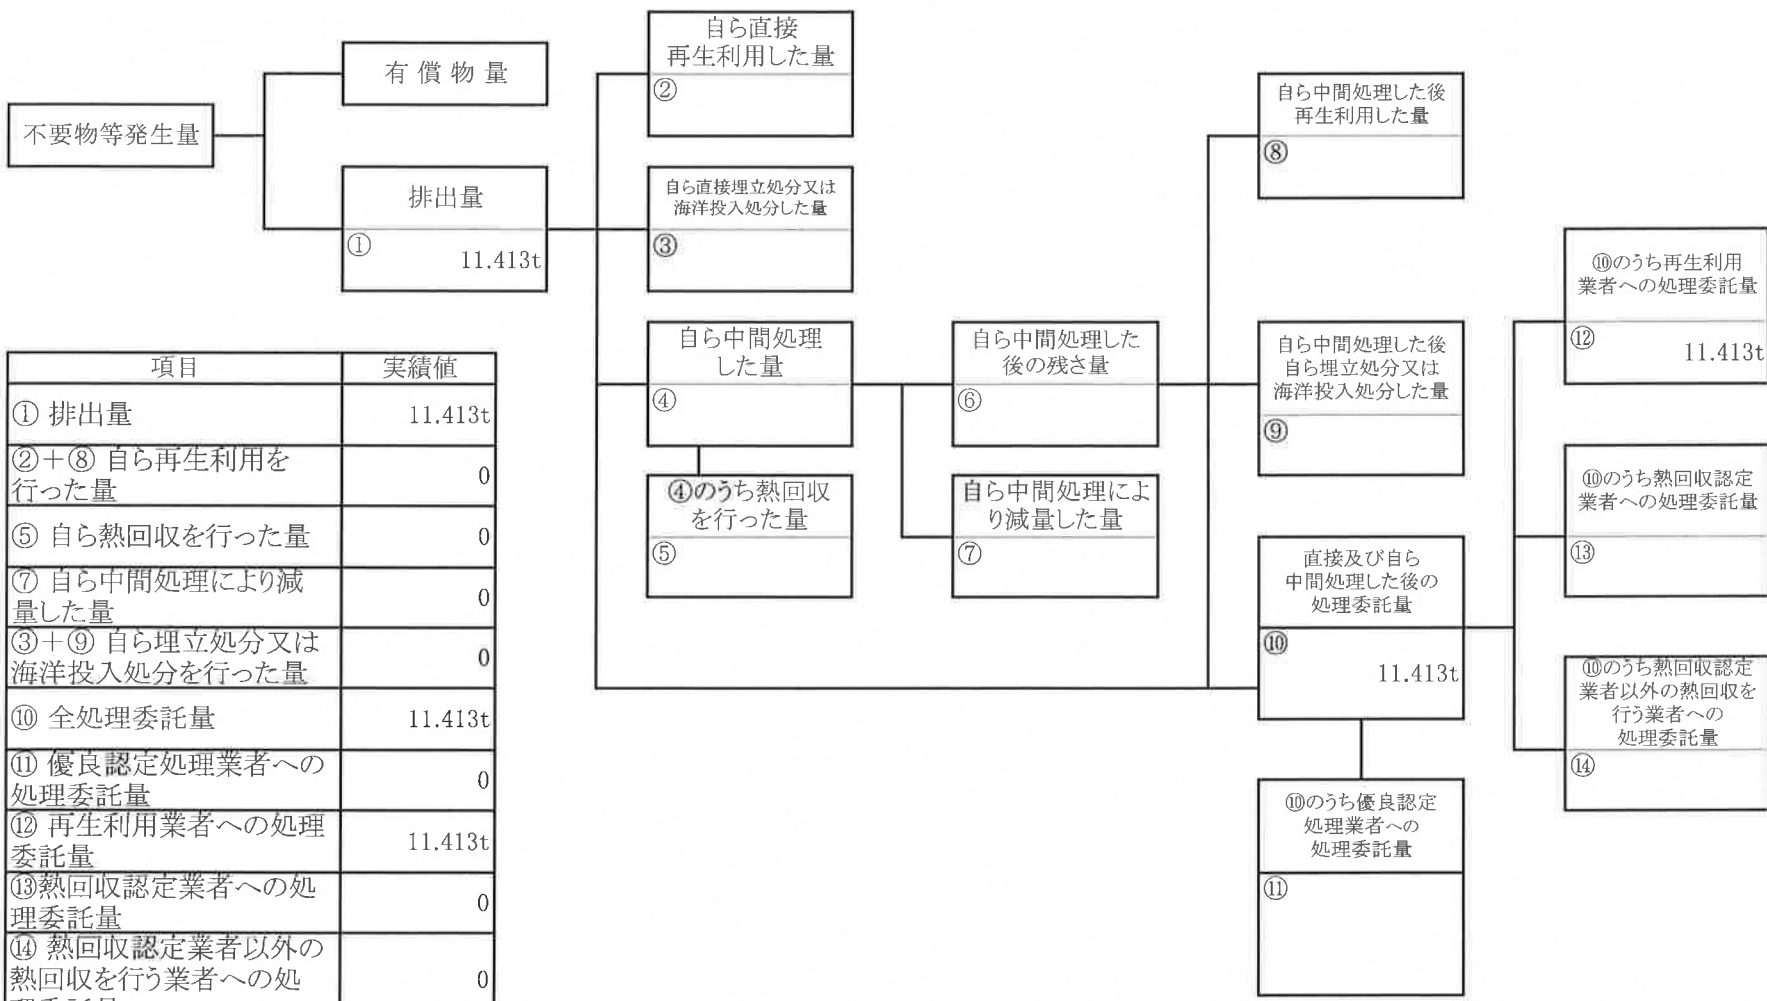 不要物等発生量
有償物量
排出量
①
11.413t
自ら直接
再生利用した量
②
自ら直接埋立処分又は
海洋投入処分した量
③
自ら中間処理
した量
④
④のうち熱回収
を行った量
⑤
自ら中間処理した
後の残さ量
⑥
自ら中間処理によ
り減量した量
⑦
自ら中間処理した後
再生利用した量
⑧
自ら中間処理した後
自ら埋立処分又は
海洋投入処分した量
⑨
直接及び自ら
中間処理した後の
処理委託量
⑩
11.413t
⑩のうち優良認定
処理業者への
処理委託量
⑪
⑩のうち再生利用
業者への処理委託量
⑫
11.413t
⑩のうち熱回収認定
業者への処理委託量
⑬
⑩のうち熱回収認定
業者以外の熱回収を
行う業者への
処理委託量
⑭
項目 実績値
① 排出量 11.413t
②+⑧ 自ら再生利用を
行った量 0
⑤ 自ら熱回収を行った量 0
⑦ 自ら中間処理により減
量した量 0
③+⑨ 自ら埋立処分又は
海洋投入処分を行った量 0
⑩ 全処理委託量 11.413t
⑪ 優良認定処理業者への
処理委託量 0
⑫ 再生利用業者への処理
委託量 11.413t
⑬熱回収認定業者への処
理委託量 0
⑭ 熱回収認定業者以外の
熱回収を行う業者への処 0
理委託量